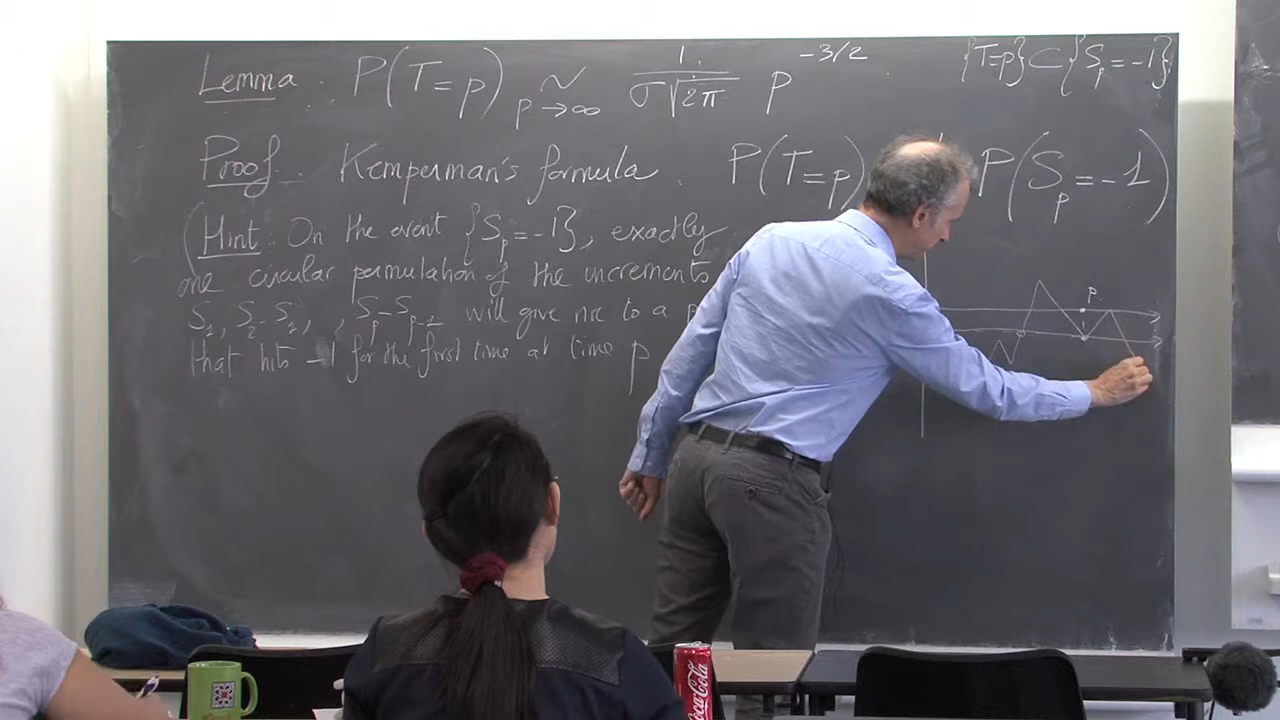 Lemma. P(T=p) ~ 1/(σ√2π) p^{-3/2}. {T=p} ⊂ {S_p=-1}
p→∞
Proof. Kemperman's formula. P(T=p) P(S_p=-1)
(Hint: On the event {S_p=-1}, exactly
one circular permutation of the increments
S_1, S_2-S_1, , S_p-S_{p-1} will give rise to a
that hits -1 for the first time at time p
p.
Coca-Cola